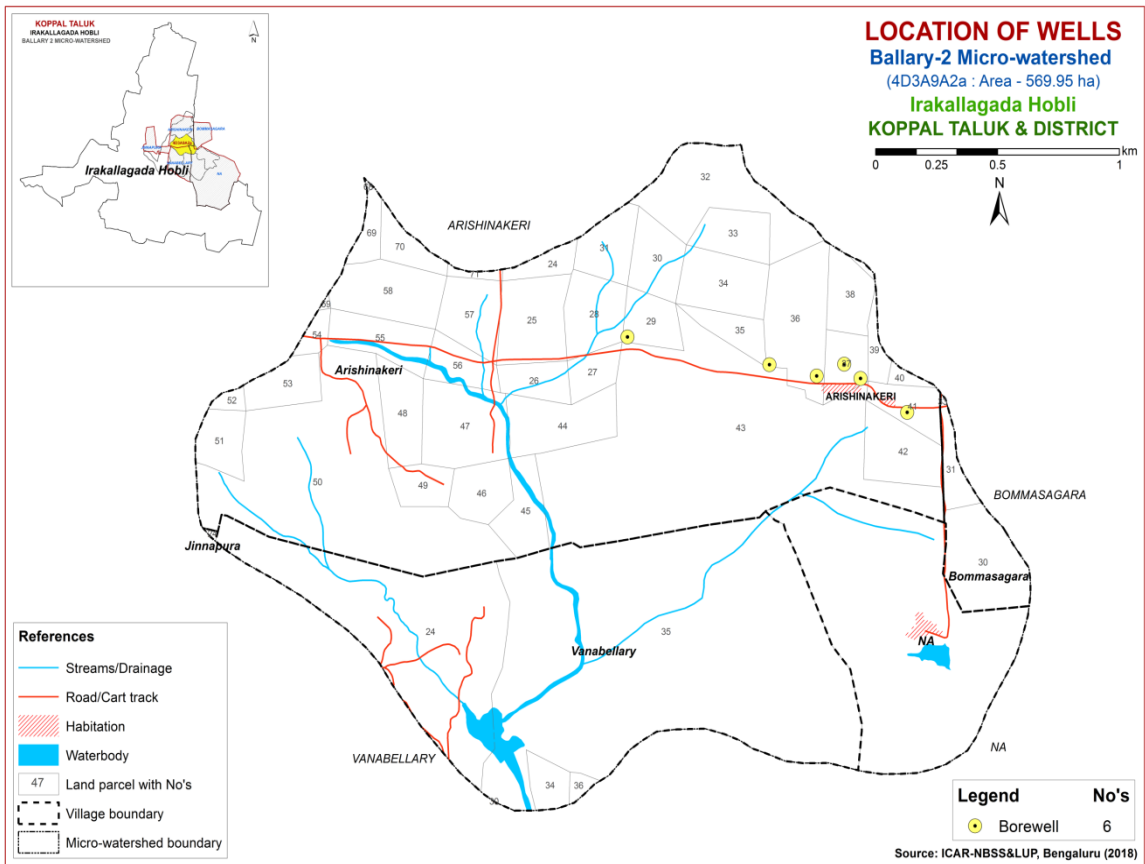 KOPPAL TALUK
IRAKALLAGADA HOBLI
BALLARY 2 MICRO-WATERSHED
N
BOMMASAGARA
NA
Irakallagada Hobli
LOCATION OF WELLS
Ballary-2 Micro-watershed
(4D3A9A2a : Area - 569.95 ha)
Irakallagada Hobli
KOPPAL TALUK & DISTRICT
km
0 0.25 0.5 1
N
32
69
70
ARISHINAKERI
31
33
24
30
71
58
34
38
59
57
25
28
29
35
36
54
55
39
56
37
Arishinakeri
26
27
40
53
52
ARISHINAKERI
41
48
47
44
43
51
42
50
49
46
45
31
BOMMASAGARA
Jinnapura
30
Bommasagara
24
35
Vanabellary
NA
VANABELLARY
NA
34
36
30
References
Streams/Drainage
Road/Cart track
Habitation
Waterbody
47 Land parcel with No's
Village boundary
Micro-watershed boundary
Legend No's
Borewell 6
Source: ICAR-NBSS&LUP, Bengaluru (2018)